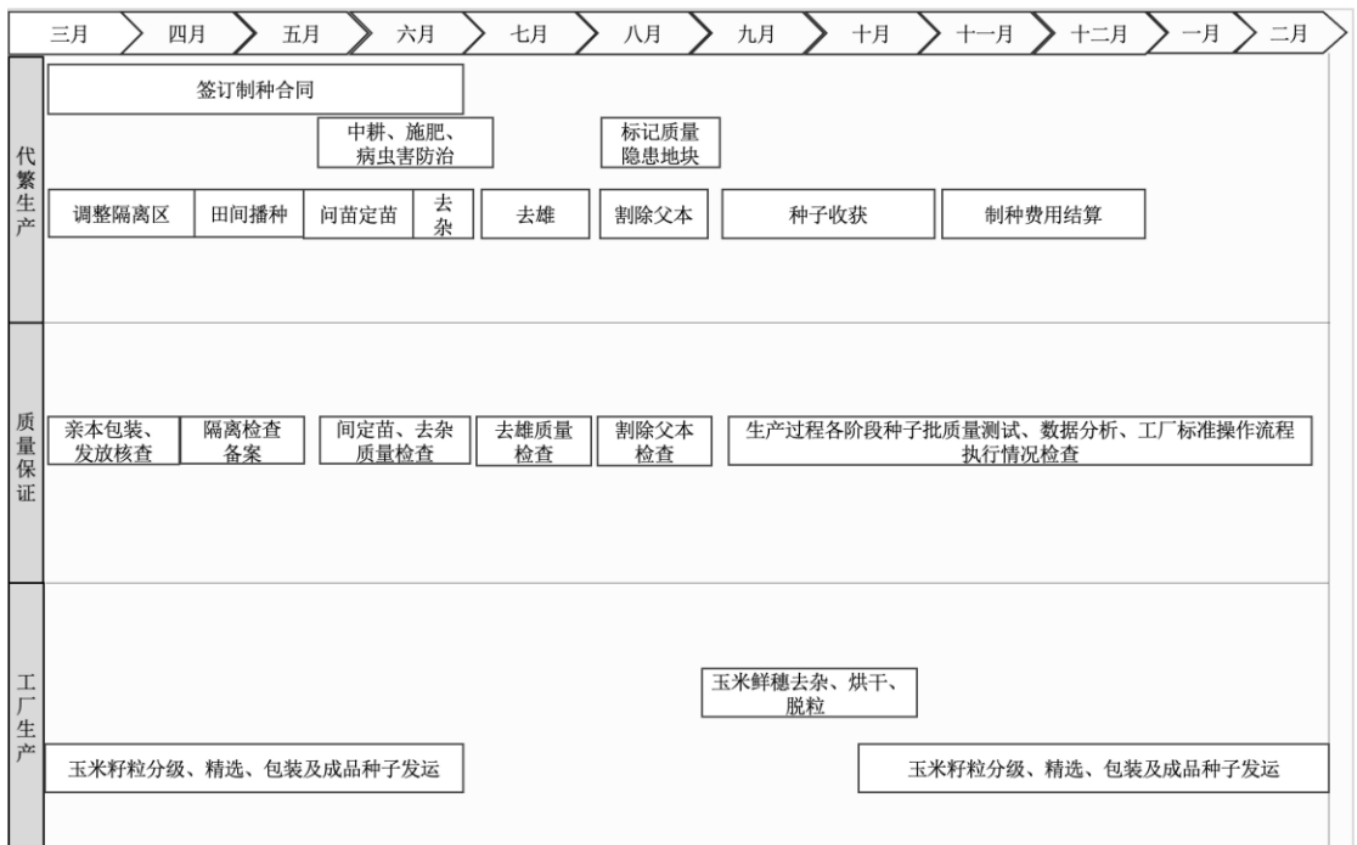 三月 四月 五月 六月 七月 八月 九月 十月 十一月 十二月 一月 二月
代繁生产
签订制种合同
中耕、施肥、
病虫害防治
标记质量
隐患地块
调整隔离区
田间播种
问苗定苗
去
杂
去雄
割除父本
种子收获
制种费用结算
质量保证
亲本包装、
发放核查
隔离检查
备案
间定苗、去杂
质量检查
去雄质量
检查
割除父本
检查
生产过程各阶段种子批质量测试、数据分析、工厂标准操作流程
执行情况检查
工厂生产
玉米鲜穗去杂、烘干、
脱粒
玉米籽粒分级、精选、包装及成品种子发运
玉米籽粒分级、精选、包装及成品种子发运